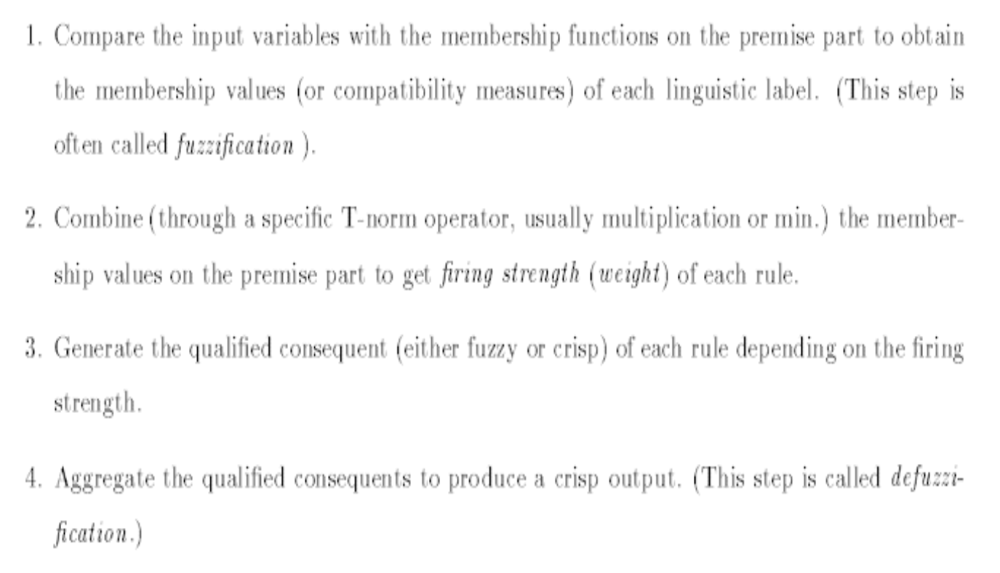 1. Compare the input variables with the membership functions on the premise part to obtain
the membership values (or compatibility measures) of each linguistic label. (This step is
often called fuzzification ).
2. Combine (through a specific T-norm operator, usually multiplication or min.) the member-
ship values on the premise part to get firing strength (weight) of each rule.
3. Generate the qualified consequent (either fuzzy or crisp) of each rule depending on the firing
strength.
4. Aggregate the qualified consequents to produce a crisp output. (This step is called defuzzi-
fication.)